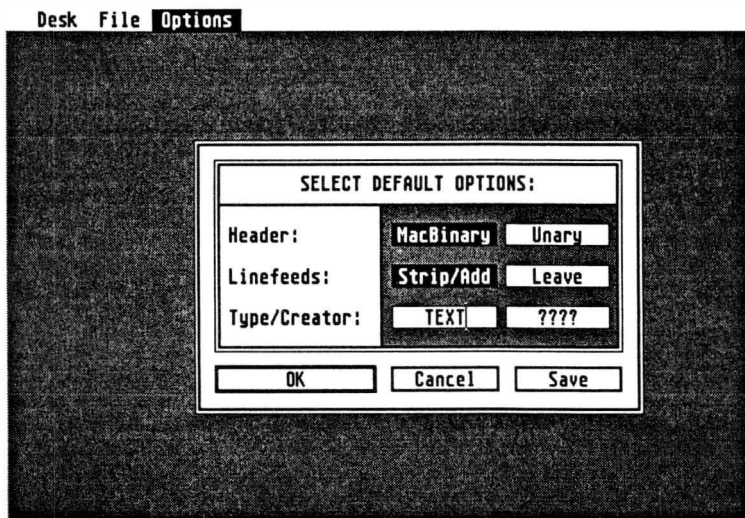 Desk File Options
SELECT DEFAULT OPTIONS:
Header: MacBinary Unary
Linefeeds: Strip/Add Leave
Type/Creator: TEXT ????
OK Cancel Save